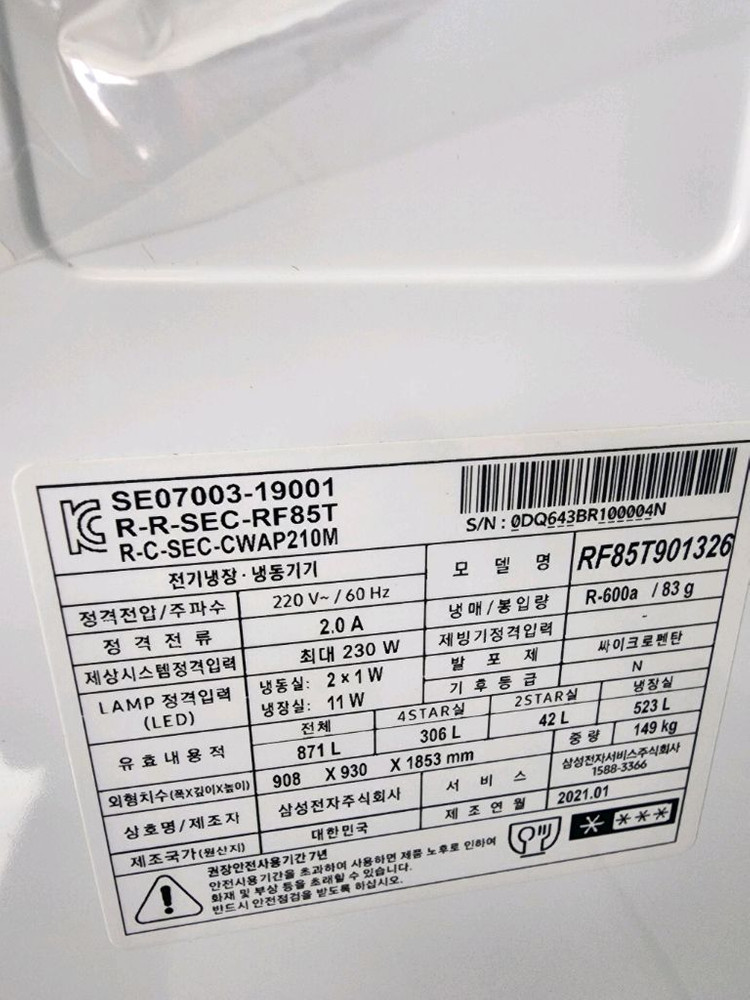 SE07003-19001
R-R-SEC-RF85T
R-C-SEC-CWAP210M
S/N : 0DQ643BR100004N
전기냉장·냉동기기
모 델 명 RF85T901326
정격전압/주파수 220 V~ / 60 Hz
냉매/봉입량 R-600a / 83 g
정 격 전 류 2.0 A
제빙기정격입력 -
제상시스템정격입력 최대 230 W
발 포 제 싸이크로펜탄
LAMP 정격입력 (LED) 냉동실: 2 x 1 W
냉장실: 11 W
기 후 등 급 N
유 효 내 용 적 전체 4STAR실 2STAR실 냉장실
871 L 306 L 42 L 523 L
외형치수(폭X깊이X높이) 908 X 930 X 1853 mm
중 량 149 kg
상호명/제조자 삼성전자주식회사
서 비 스 삼성전자서비스주식회사
1588-3366
제조국가(원산지) 대한민국
제 조 연 월 2021.01
권장안전사용기간 7년
안전사용기간을 초과하여 사용하면 제품 노후로 인하여
화재 및 부상 등을 초래할 수 있습니다.
반드시 안전점검을 받도록 하십시오.